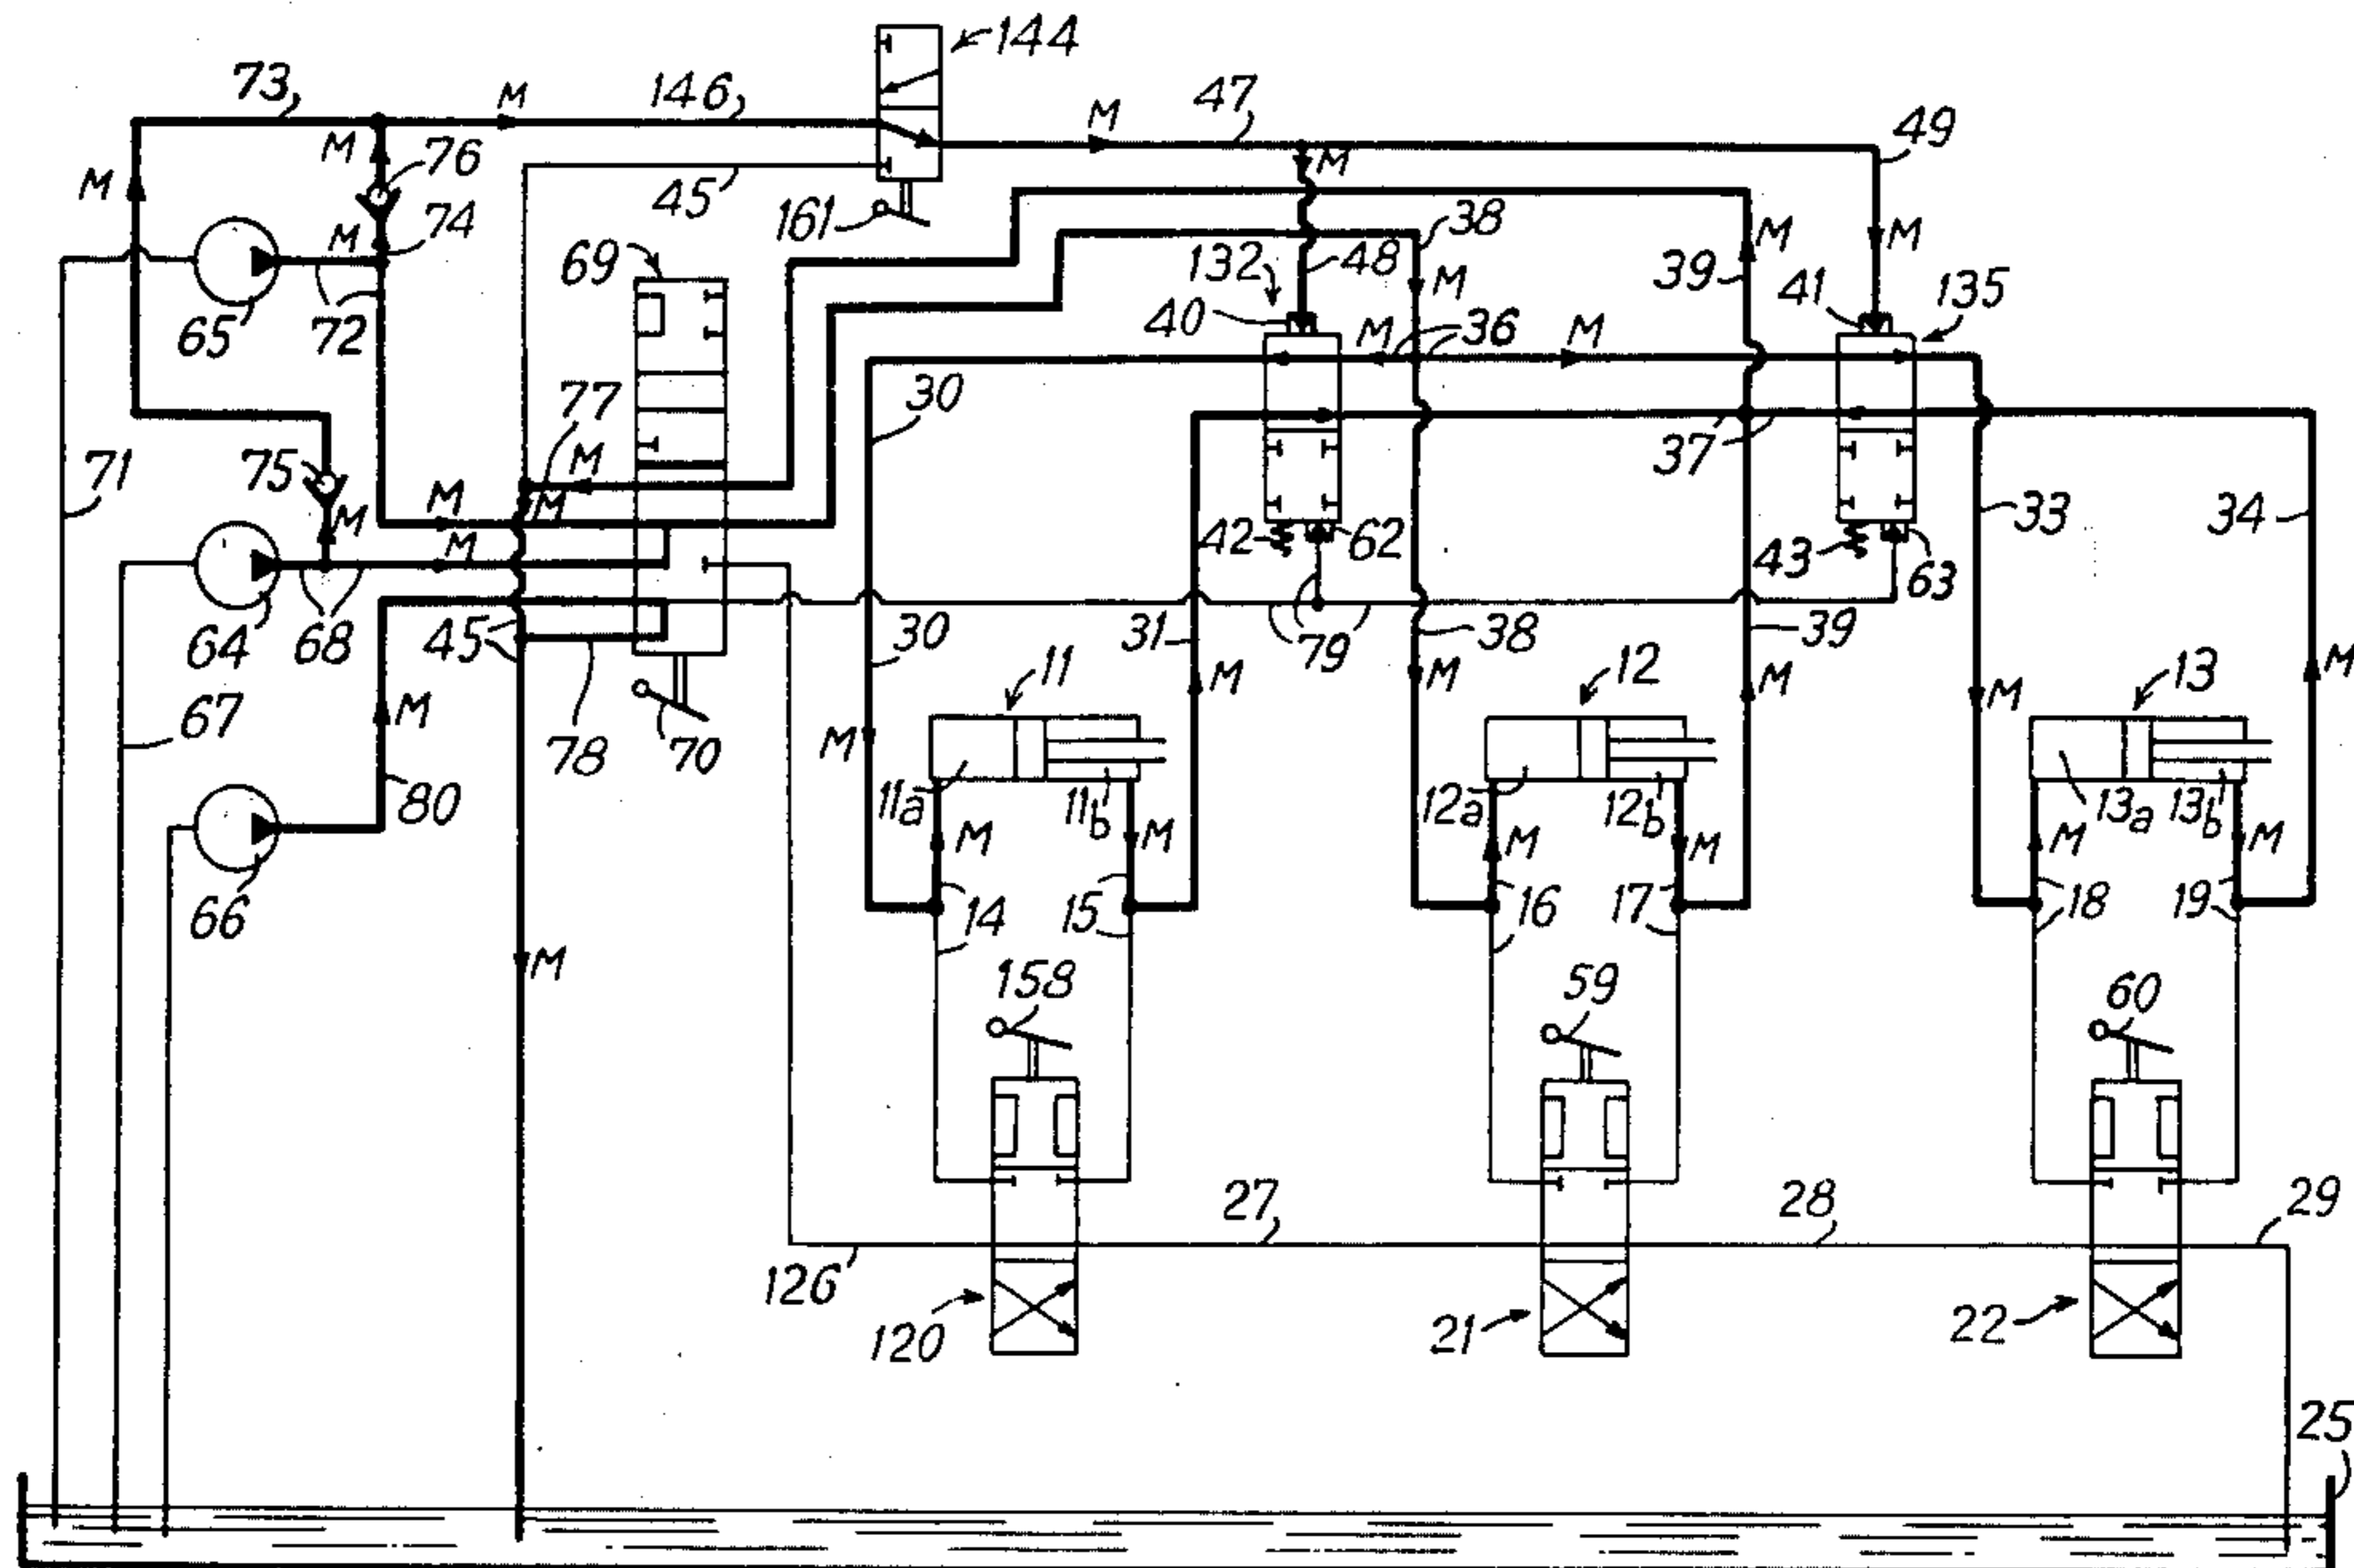 144
73 M 146 M 47 49
M 76 M
M 74 45 161 38 M
M 69 132 48 M 39 41 135
65 72 40 M 36 M
77 30
75 71 M 37
M M M 33 34
M 42 62 43 63
64 68 45 30 31 79 38 39
67 M 11 M M 12 M 13 M M
78 70 M
80 11a 11b 12a 12b 13a 13b
M M M M M M
66 14 15 16 17 18 19
M 158 59 60
27 28 29
126
120 21 22
25